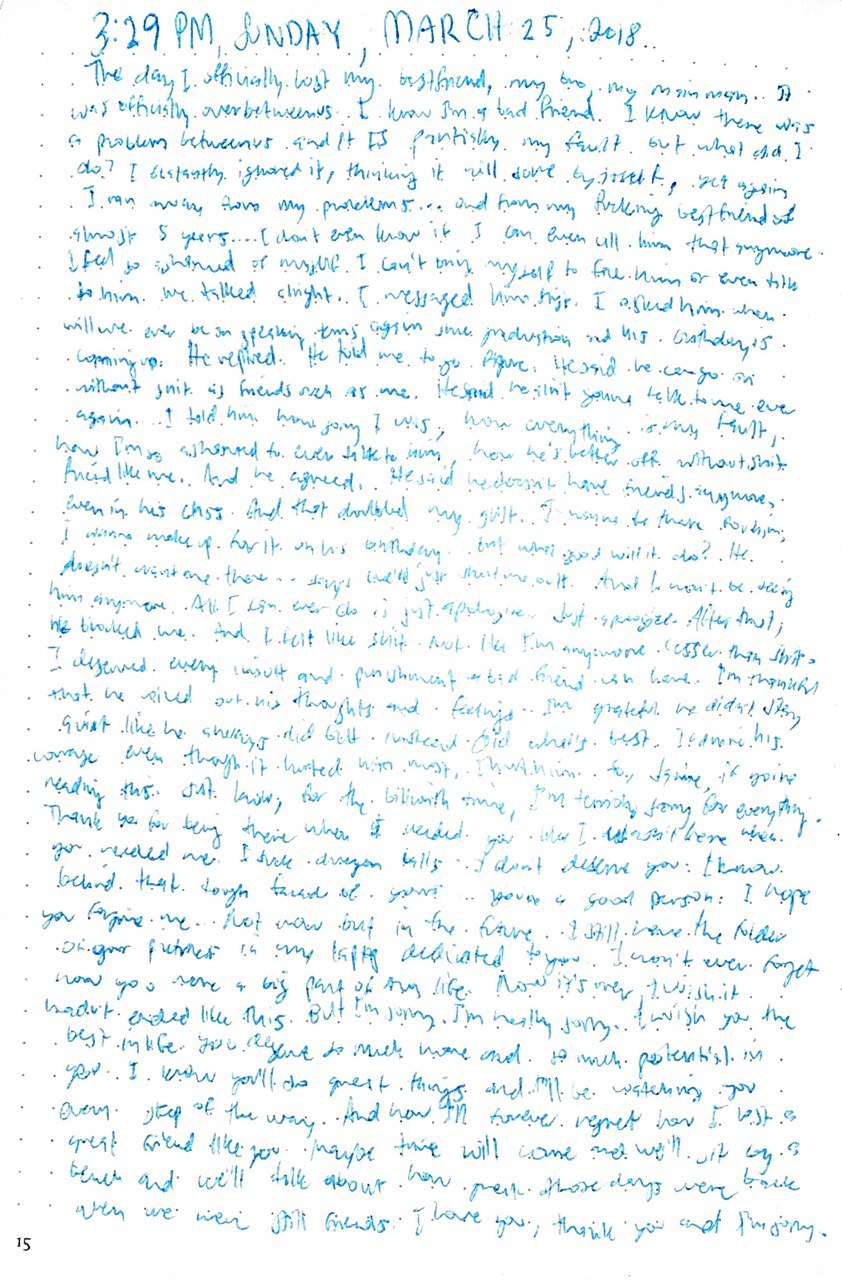 3:29 PM, SUNDAY, MARCH 25, 2018
The day I officially lost my bestfriend, my bro, my main man. It
was officially over between us. I know I'm a bad friend. I know there was
a problem between us and it IS partially my fault. but what did I
do? I instantly ignored it, thinking it will solve by itself, yet again
I ran away from my problems... and from my fucking bestfriend of
almost 5 years.... I don't even know if I can even call him that anymore.
I feel so ashamed of myself. I can't bring myself to face him or even talk
to him. We talked alright. I messaged him first. I asked him when
will we ever be on speaking terms again since graduation and his birthday is
coming up. He replied. He told me to go figure. He said he can go on
without shit as friends such as me. He said he ain't gonna talk to me ever
again... I told him how sorry I was, how everything is my fault,
how I'm so ashamed to even talk to him, how he's better off without shit
friend like me. And he agreed. He said he doesn't have friends anymore,
even in his class. And that doubled my guilt. I wanna be there for him,
I wanna make up for it on his birthday.. but what good will it do? He
doesn't want me there... says he'll just shut me out. And I won't be seeing
him anymore. All I can ever do is just apologize. Just apologize. After that,
He blocked me. And I felt like shit. Not like I'm anymore lesser than shit.
I deserved every insult and punishment a bad friend can have. I'm thankful
that he voiced out his thoughts and feelings. I'm grateful he didn't stay
quiet like he always did but instead did what's best. I admire his
courage even though it hurted him most, I hurt him. So, if you're
reading this. Just know, for the billionth time, I'm terribly sorry for everything.
Thank you for being there when I needed you like I wasn't here when
you needed me. I suck dragon balls.. I don't deserve you. I know
behind that tough facade of yours.. you're a good person. I hope
you forgive me... Not now but in the future.. I still have the folder
of your pictures in my laptop dedicated to you. I won't ever forget
how you were a big part of my life. Now it's over, I wish it
hadn't ended like this. But I'm sorry. I'm really sorry. I wish you the
best in life. You deserve so much more and so much potential in
you. I know you'll do great things and I'll be watching you
every step of the way. And how I'll forever regret how I lost a
great friend like you. Maybe time will come and we'll sit by a
bench and we'll talk about how those days were back
when we were still friends. I love you, thank you and I'm sorry.
15